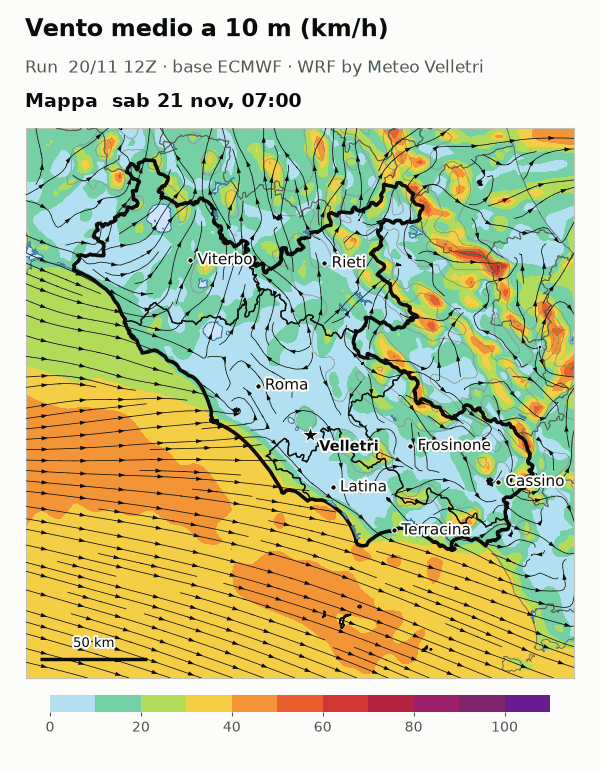 Vento medio a 10 m (km/h)
Run  20/11 12Z · base ECMWF · WRF by Meteo Velletri
Mappa  sab 21 nov, 07:00
Viterbo
Rieti
Roma
Velletri
Frosinone
Latina
Cassino
Terracina
50 km
0 20 40 60 80 100